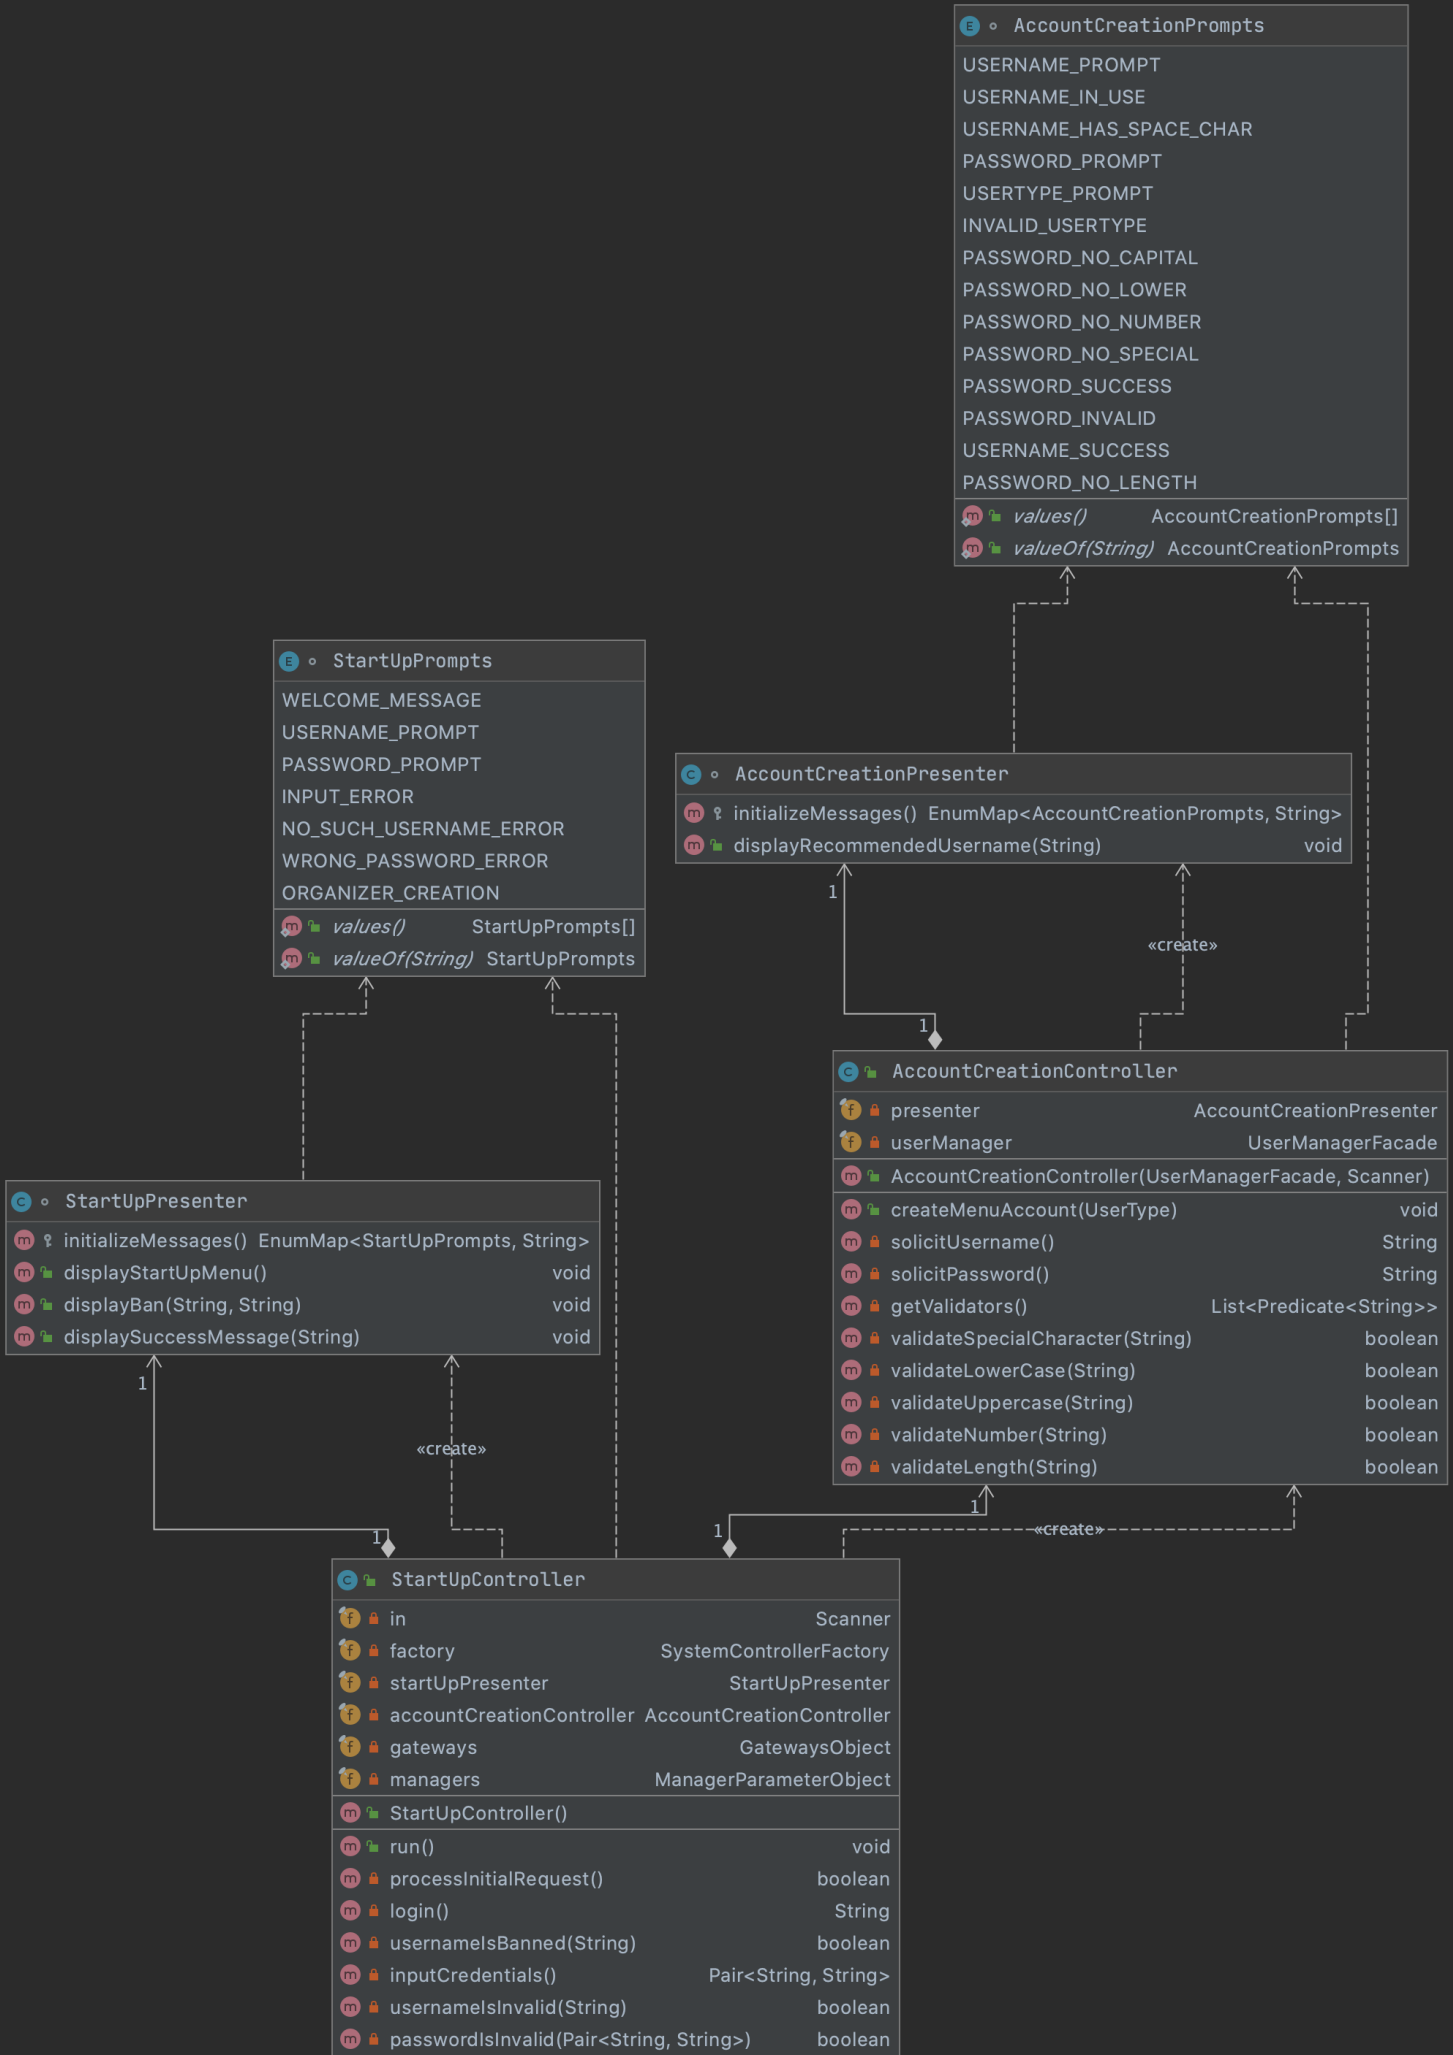 AccountCreationPrompts
USERNAME_PROMPT
USERNAME_IN_USE
USERNAME_HAS_SPACE_CHAR
PASSWORD_PROMPT
USERTYPE_PROMPT
INVALID_USERTYPE
PASSWORD_NO_CAPITAL
PASSWORD_NO_LOWER
PASSWORD_NO_NUMBER
PASSWORD_NO_SPECIAL
PASSWORD_SUCCESS
PASSWORD_INVALID
USERNAME_SUCCESS
PASSWORD_NO_LENGTH
values() AccountCreationPrompts[]
valueOf(String) AccountCreationPrompts
StartUpPrompts
WELCOME_MESSAGE
USERNAME_PROMPT
PASSWORD_PROMPT
INPUT_ERROR
NO_SUCH_USERNAME_ERROR
WRONG_PASSWORD_ERROR
ORGANIZER_CREATION
values() StartUpPrompts[]
valueOf(String) StartUpPrompts
AccountCreationPresenter
initializeMessages() EnumMap<AccountCreationPrompts, String>
displayRecommendedUsername(String) void
1
«create»
1
AccountCreationController
presenter AccountCreationPresenter
userManager UserManagerFacade
AccountCreationController(UserManagerFacade, Scanner)
createMenuAccount(UserType) void
solicitUsername() String
solicitPassword() String
getValidators() List<Predicate<String>>
validateSpecialCharacter(String) boolean
validateLowerCase(String) boolean
validateUppercase(String) boolean
validateNumber(String) boolean
validateLength(String) boolean
StartUpPresenter
initializeMessages() EnumMap<StartUpPrompts, String>
displayStartUpMenu() void
displayBan(String, String) void
displaySuccessMessage(String) void
1
«create»
1
1
1
«create»
StartUpController
in Scanner
factory SystemControllerFactory
startUpPresenter StartUpPresenter
accountCreationController AccountCreationController
gateways GatewaysObject
managers ManagerParameterObject
StartUpController()
run() void
processInitialRequest() boolean
login() String
usernameIsBanned(String) boolean
inputCredentials() Pair<String, String>
usernameIsInvalid(String) boolean
passwordIsInvalid(Pair<String, String>) boolean